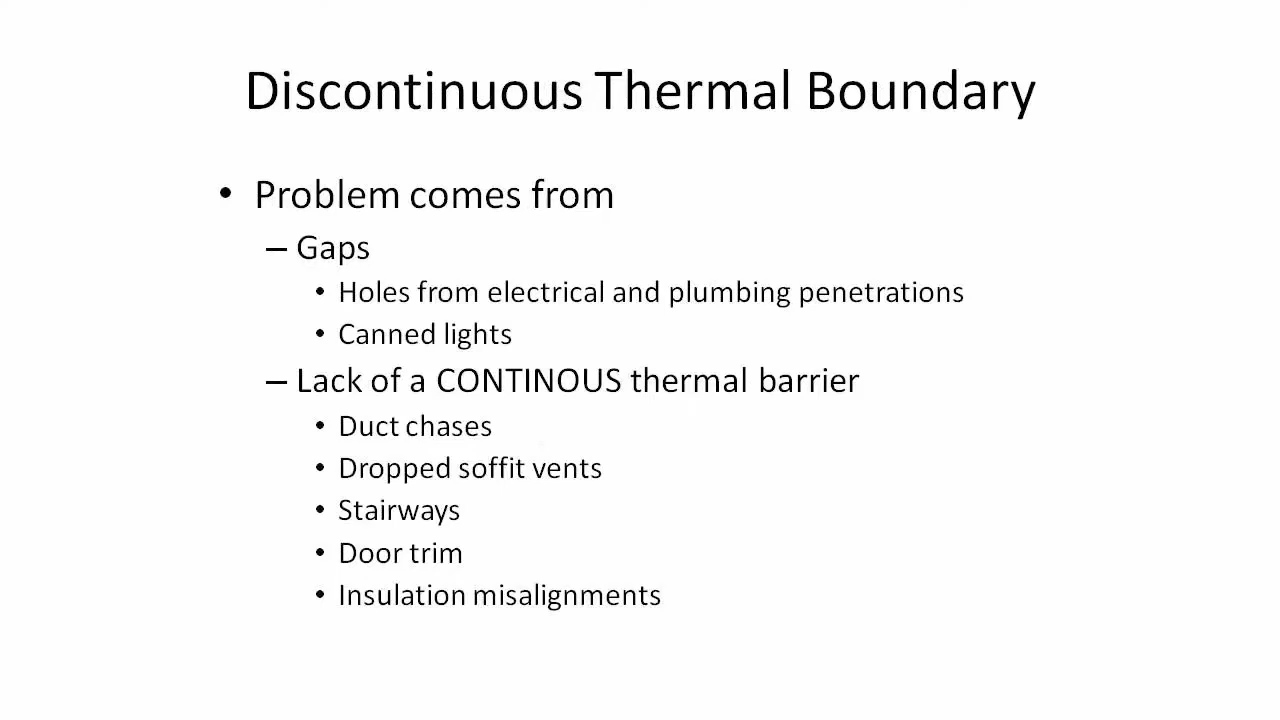 Discontinuous Thermal Boundary
• Problem comes from
– Gaps
• Holes from electrical and plumbing penetrations
• Canned lights
– Lack of a CONTINOUS thermal barrier
• Duct chases
• Dropped soffit vents
• Stairways
• Door trim
• Insulation misalignments